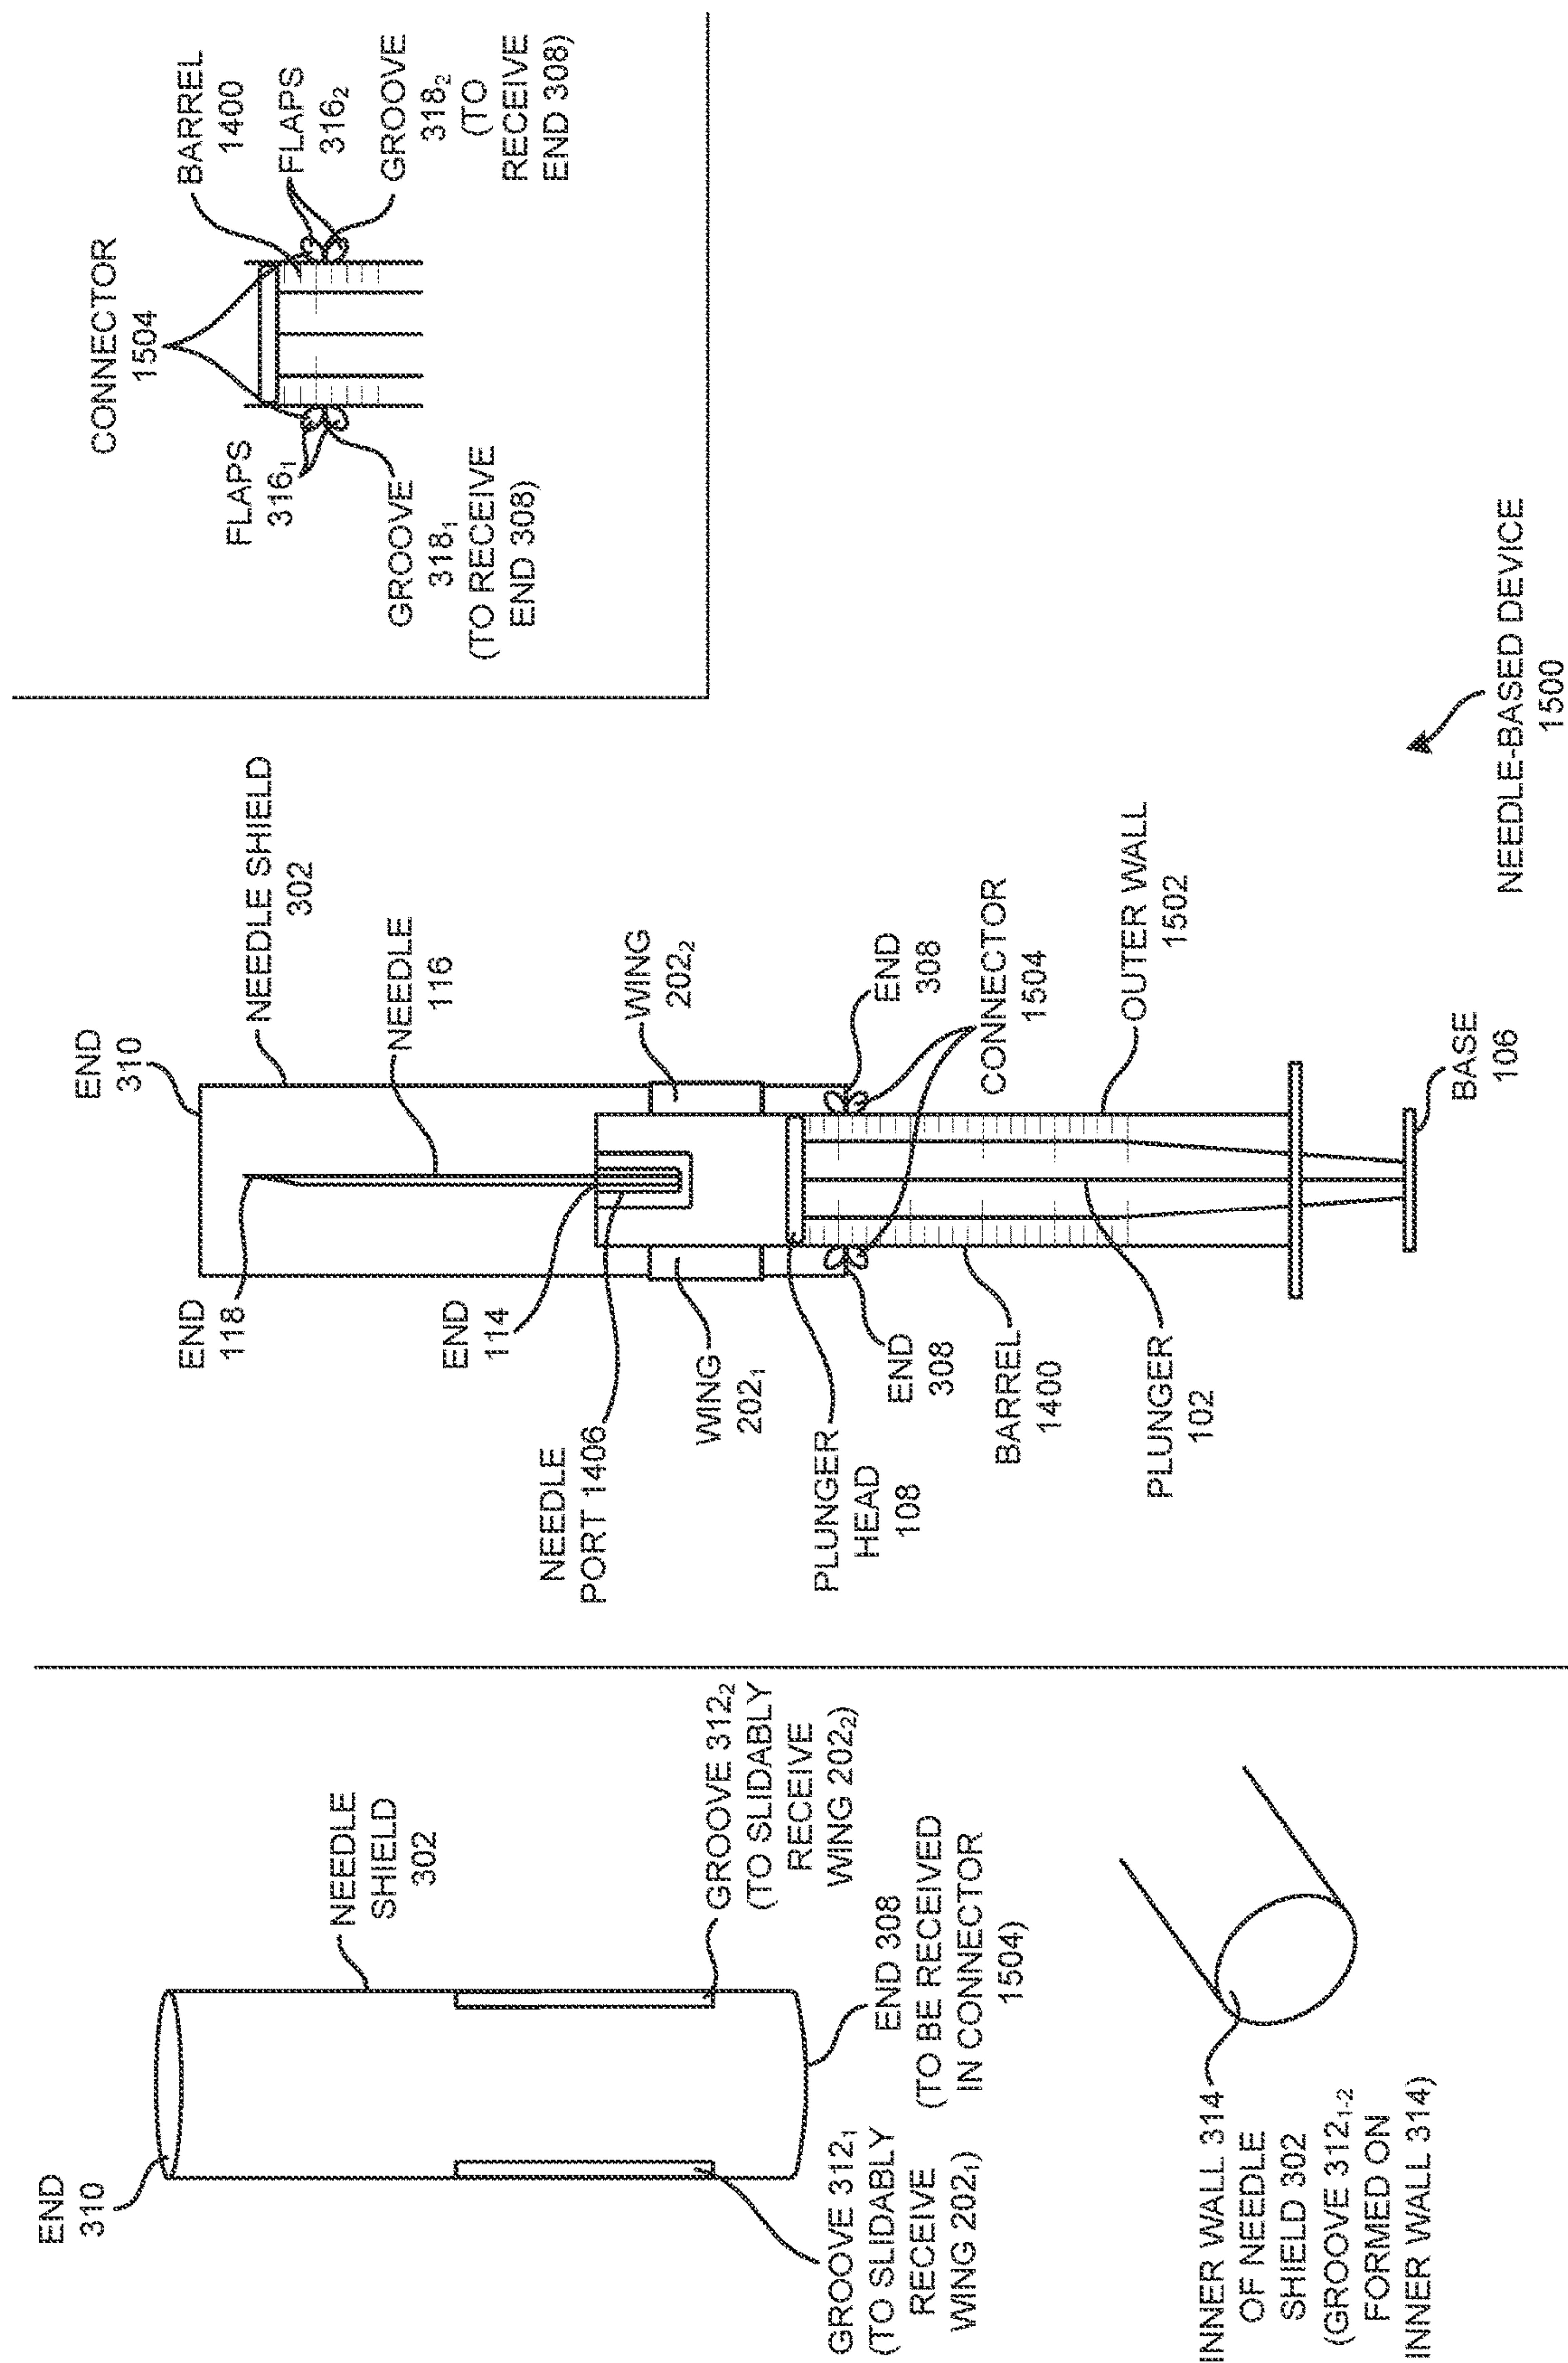 END
310
NEEDLE
SHIELD
302
GROOVE 312₁
(TO SLIDABLY
RECEIVE
WING 202₁)
GROOVE 312₂
(TO SLIDABLY
RECEIVE
WING 202₂)
END 308
(TO BE RECEIVED
IN CONNECTOR
1504)
INNER WALL 314
OF NEEDLE
SHIELD 302
(GROOVE 312₁₋₂
FORMED ON
INNER WALL 314)
END
310
NEEDLE SHIELD
302
END
118
NEEDLE
116
END
114
NEEDLE
PORT 1406
WING
202₁
WING
202₂
PLUNGER
HEAD
108
END
308
END
308
CONNECTOR
1504
BARREL
1400
OUTER WALL
1502
PLUNGER
102
BASE
106
NEEDLE-BASED DEVICE
1500
CONNECTOR
1504
BARREL
1400
FLAPS
316₁
FLAPS
316₂
GROOVE
318₁
(TO RECEIVE
END 308)
GROOVE
318₂
(TO
RECEIVE
END 308)